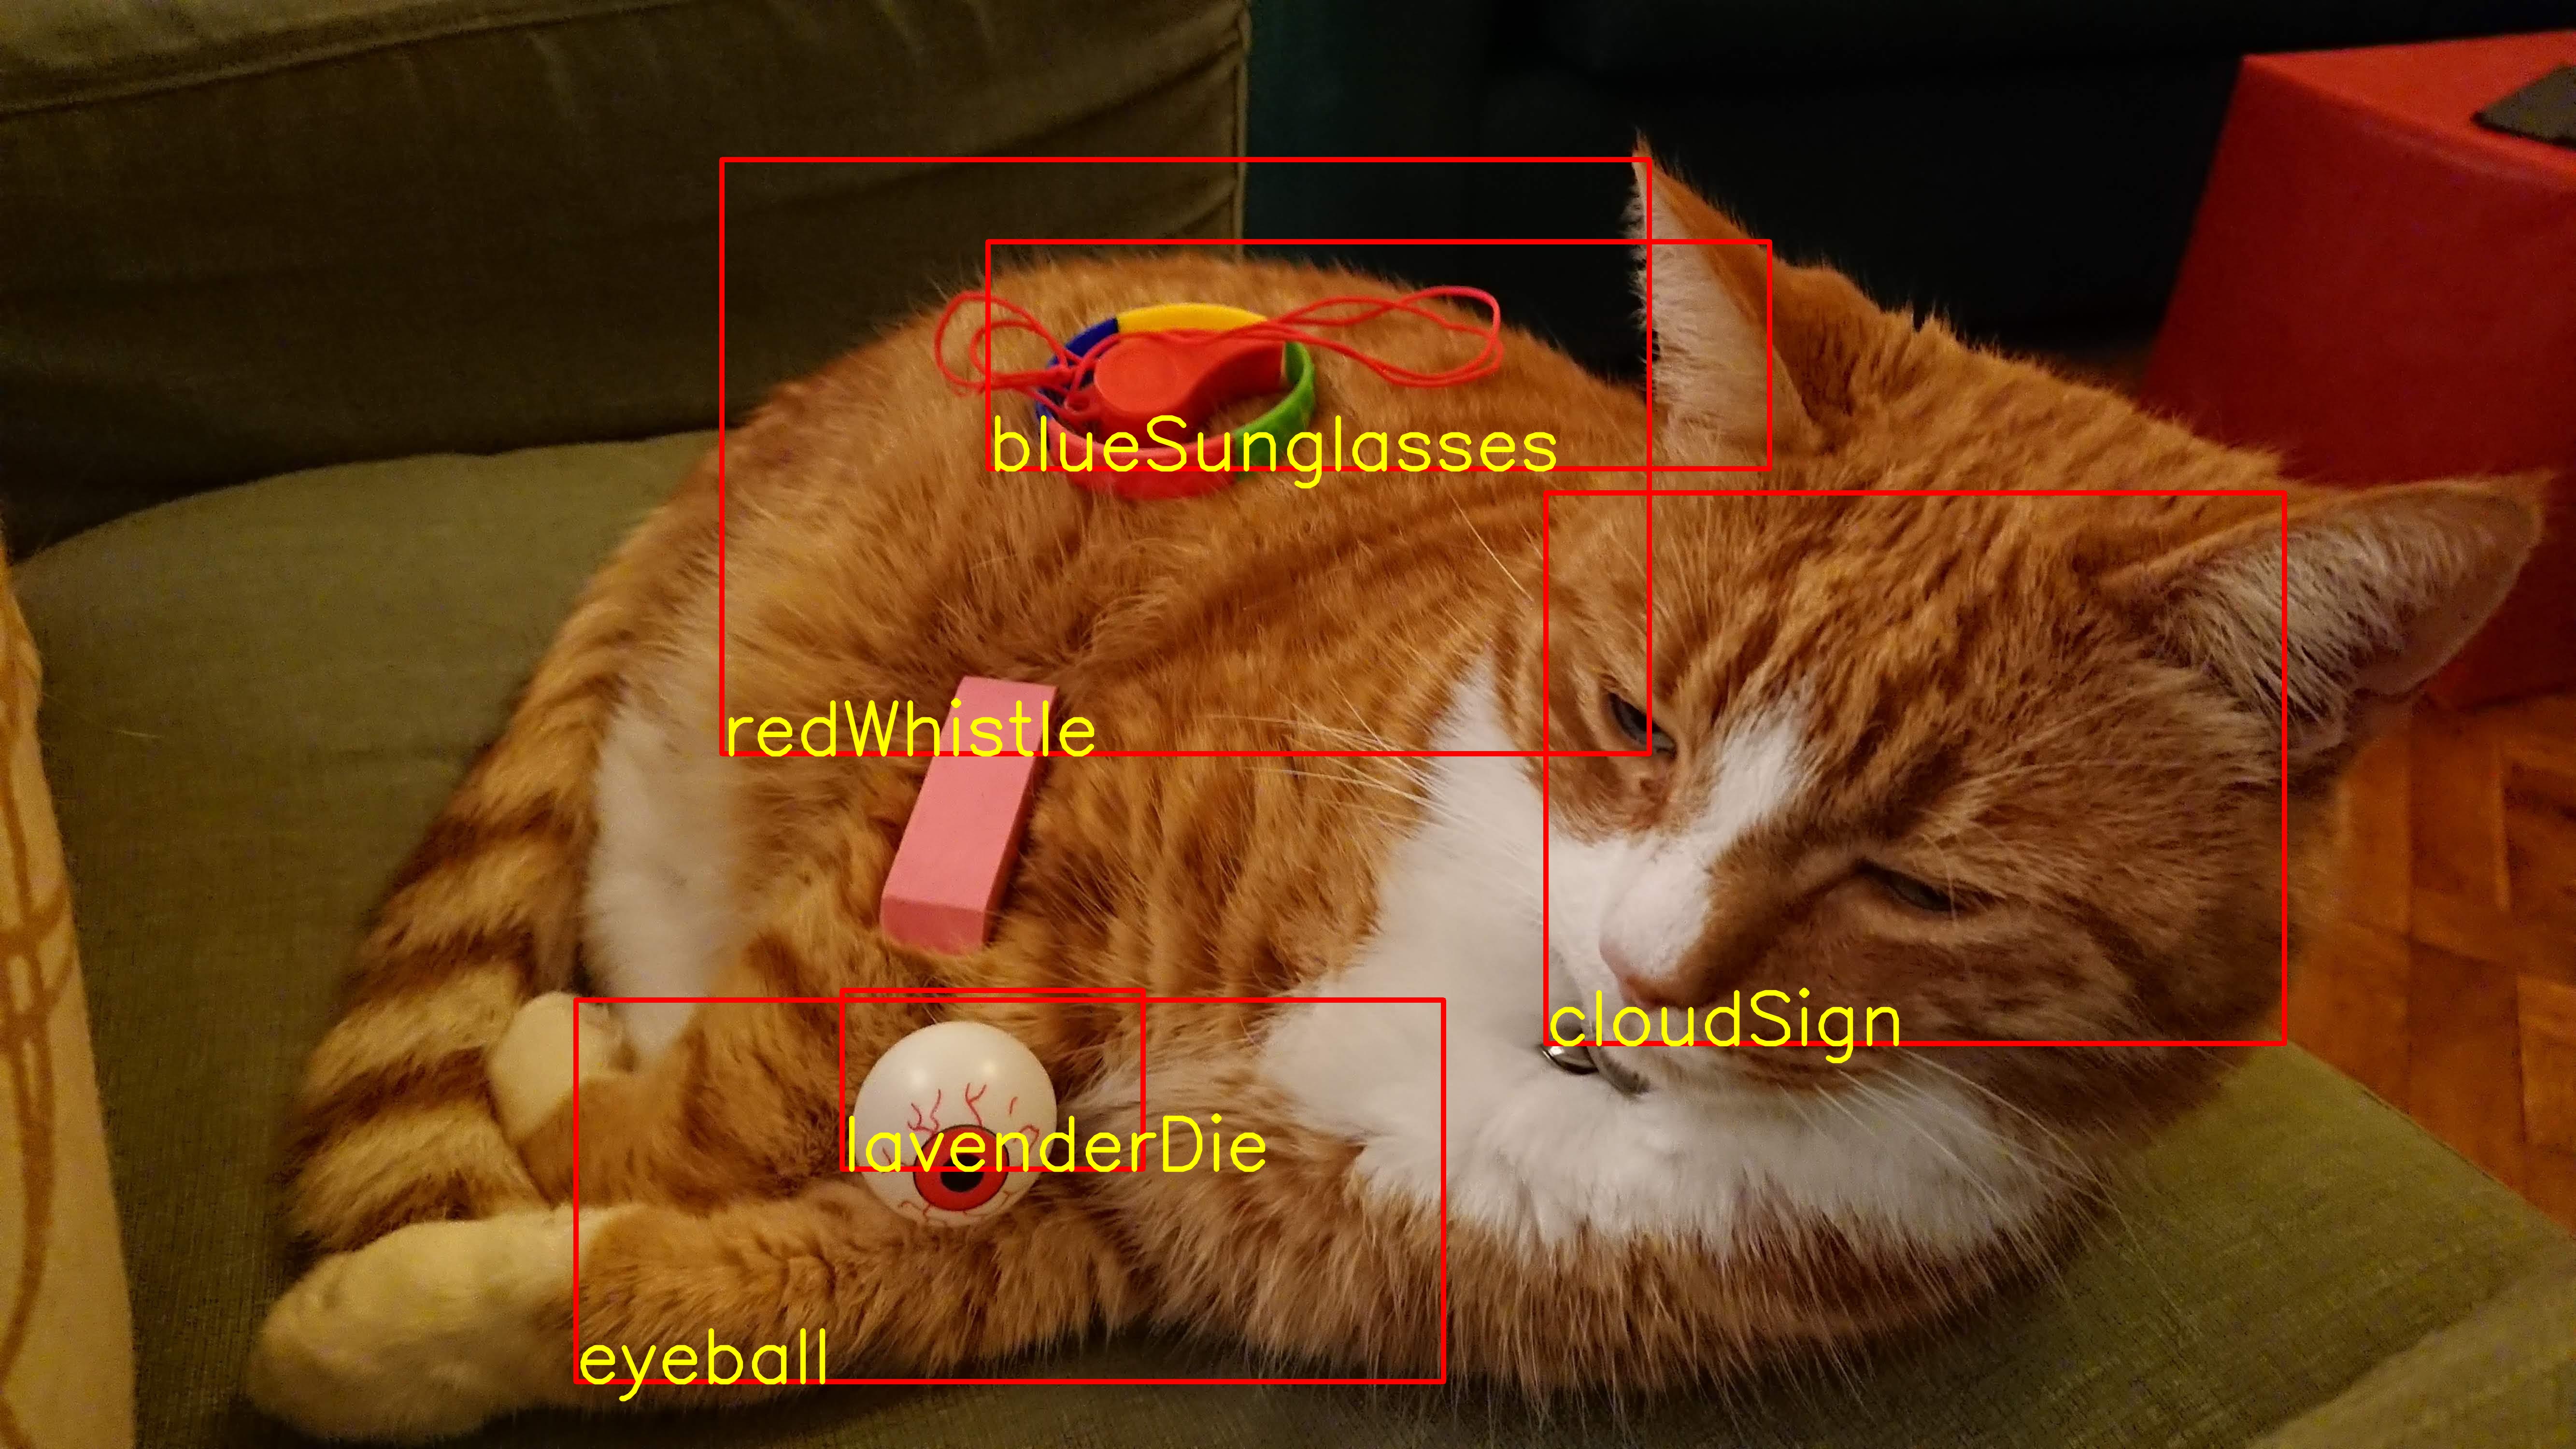 blueSunglasses
redWhistle
cloudSign
lavenderDie
eyeball